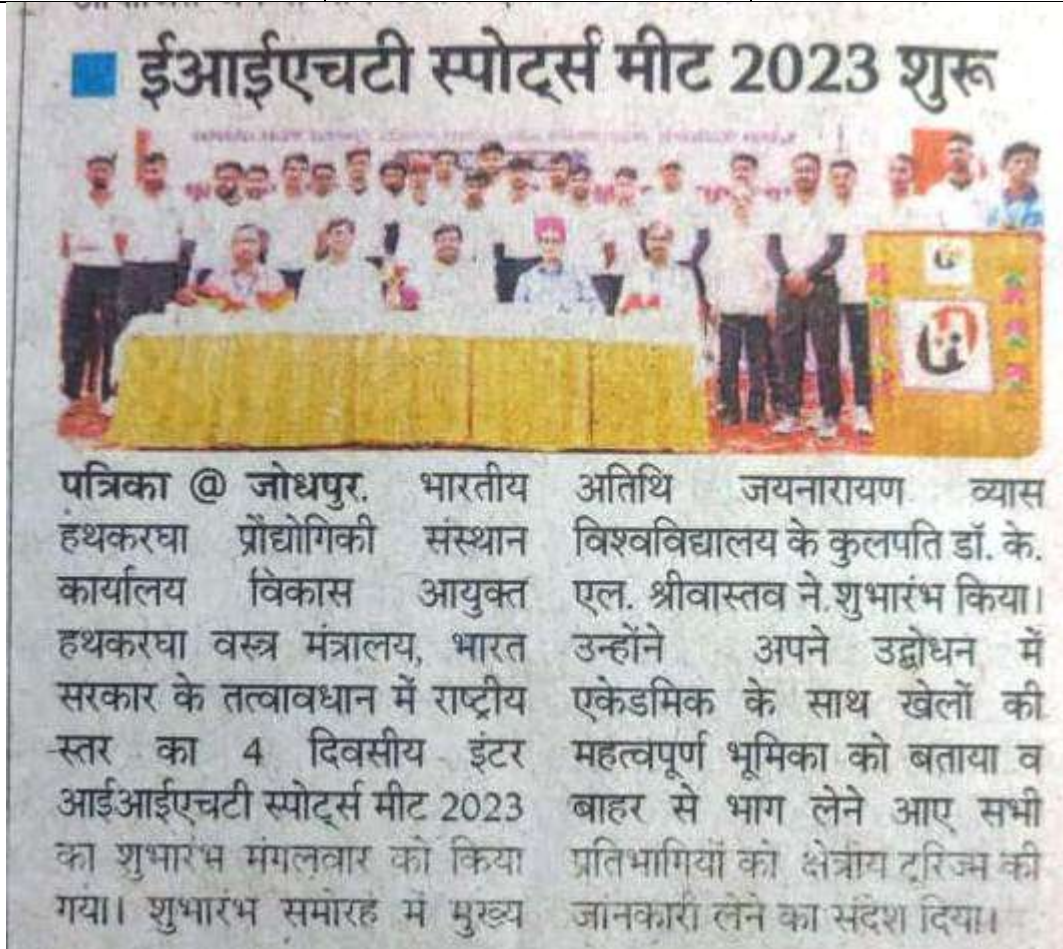 ईआईएचटी स्पोर्ट्स मीट 2023 शुरू
पत्रिका @ जोधपुर. भारतीय
हथकरघा प्रौद्योगिकी संस्थान
कार्यालय विकास आयुक्त
हथकरघा वस्त्र मंत्रालय, भारत
सरकार के तत्वावधान में राष्ट्रीय
स्तर का 4 दिवसीय इंटर
आईआईएचटी स्पोर्ट्स मीट 2023
का शुभारंभ मंगलवार को किया
गया। शुभारंभ समोरह में मुख्य
अतिथि जयनारायण व्यास
विश्वविद्यालय के कुलपति डॉ. के.
एल. श्रीवास्तव ने शुभारंभ किया।
उन्होंने अपने उद्बोधन में
एकेडमिक के साथ खेलों की
महत्वपूर्ण भूमिका को बताया व
बाहर से भाग लेने आए सभी
प्रतिभागियों को क्षेत्रीय टूरिज्म की
जानकारी लेने का संदेश दिया।